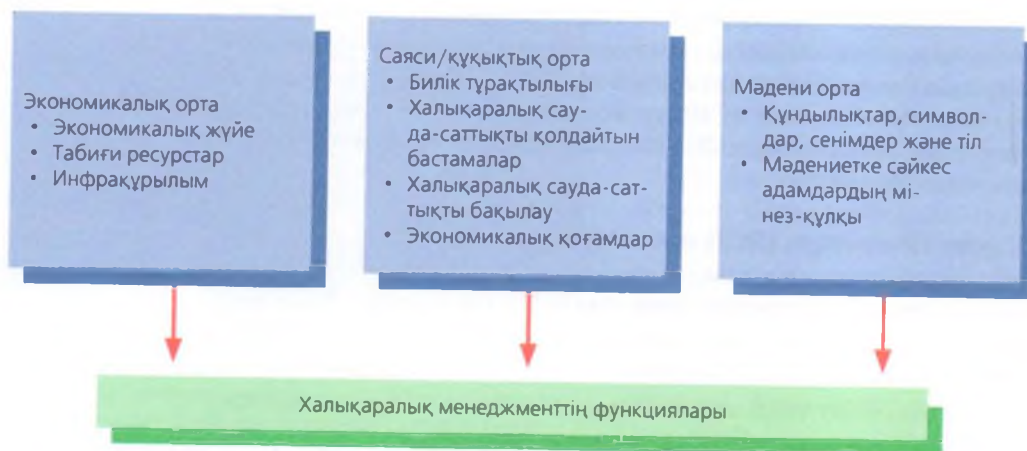 Экономикалық орта
• Экономикалық жүйе
• Табиғи ресурстар
• Инфрақұрылым
Саяси/құқықтық орта
• Билік тұрақтылығы
• Халықаралық сау-
да-саттықты қолдайтын
бастамалар
• Халықаралық сауда-сат-
тықты бақылау
• Экономикалық қоғамдар
Мәдени орта
• Құндылықтар, символ-
дар, сенімдер және тіл
• Мәдениетке сәйкес
адамдардың мі-
нез-құлқы
Халықаралық менеджменттің функциялары